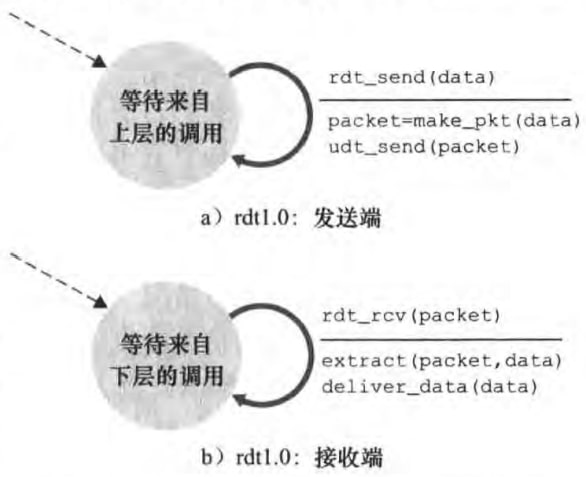 等待来自
上层的调用
rdt_send(data)
packet=make_pkt(data)
udt_send(packet)
a）rdt1.0：发送端
等待来自
下层的调用
rdt_rcv(packet)
extract(packet,data)
deliver_data(data)
b）rdt1.0：接收端